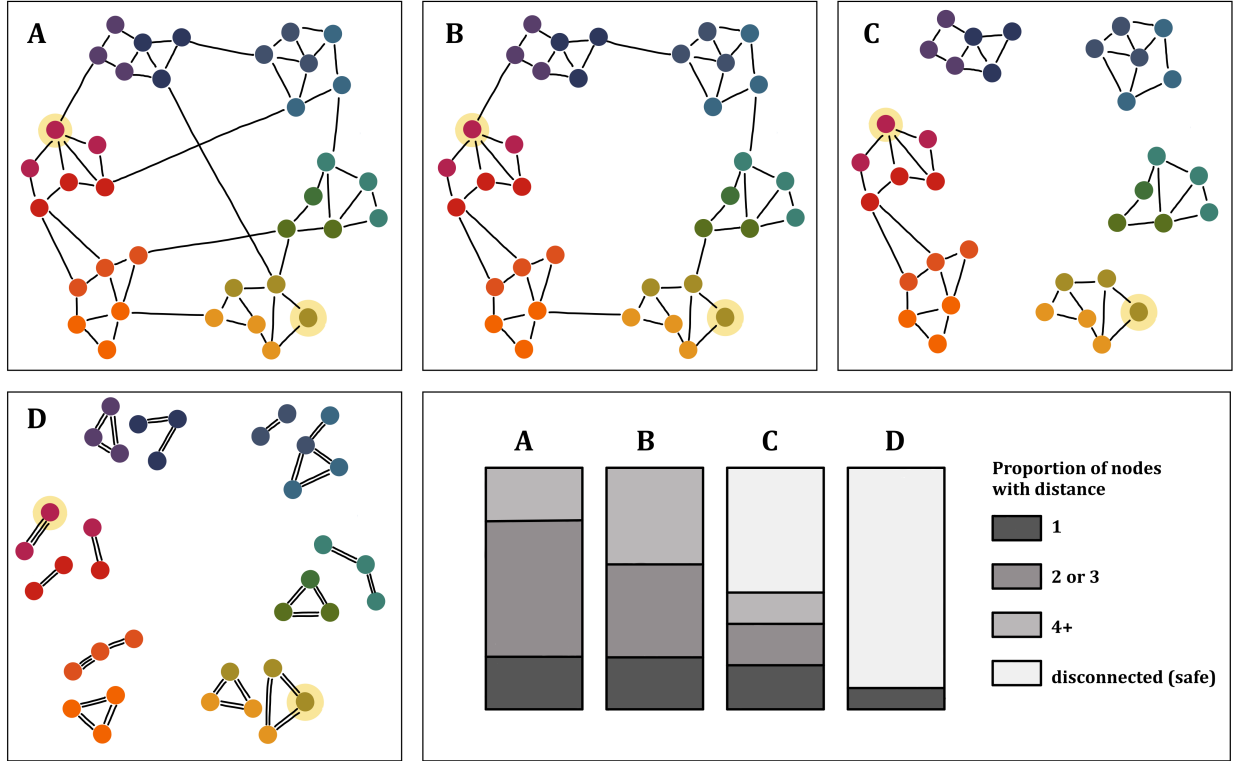 A
B
C
D
A
B
C
D
Proportion of nodes
with distance
1
2 or 3
4+
disconnected (safe)